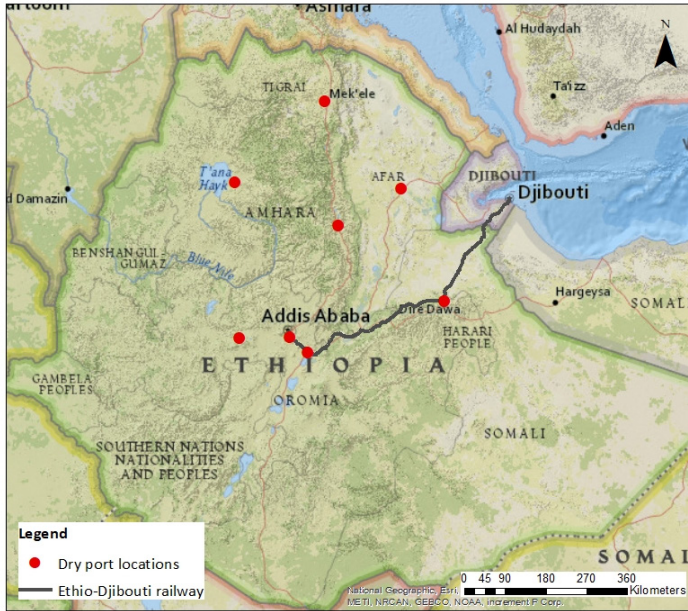 Asmara
N
Al Hudaydah
TIGRAI
Mek'ele
Ta'izz
Aden
T'ana
Hayk
AFAR
DJIBOUTI
Djibouti
d Damazin
AMHARA
BENSHANGUL-
GUMAZ
Blue Nile
Hargeysa
SOMAL
Addis Ababa
Dire Dawa
HARARI
PEOPLE
ETHIOPIA
GAMBELA
PEOPLES
OROMIA
SOMALI
SOUTHERN NATIONS
NATIONALITIES
AND PEOPLES
Legend
Dry port locations
Ethio-Djibouti railway
SOMAL
0 45 90 180 270 360
Kilometers
National Geographic, Esri,
METI, NRCAN, GEBCO, NOAA, increment P Corp.